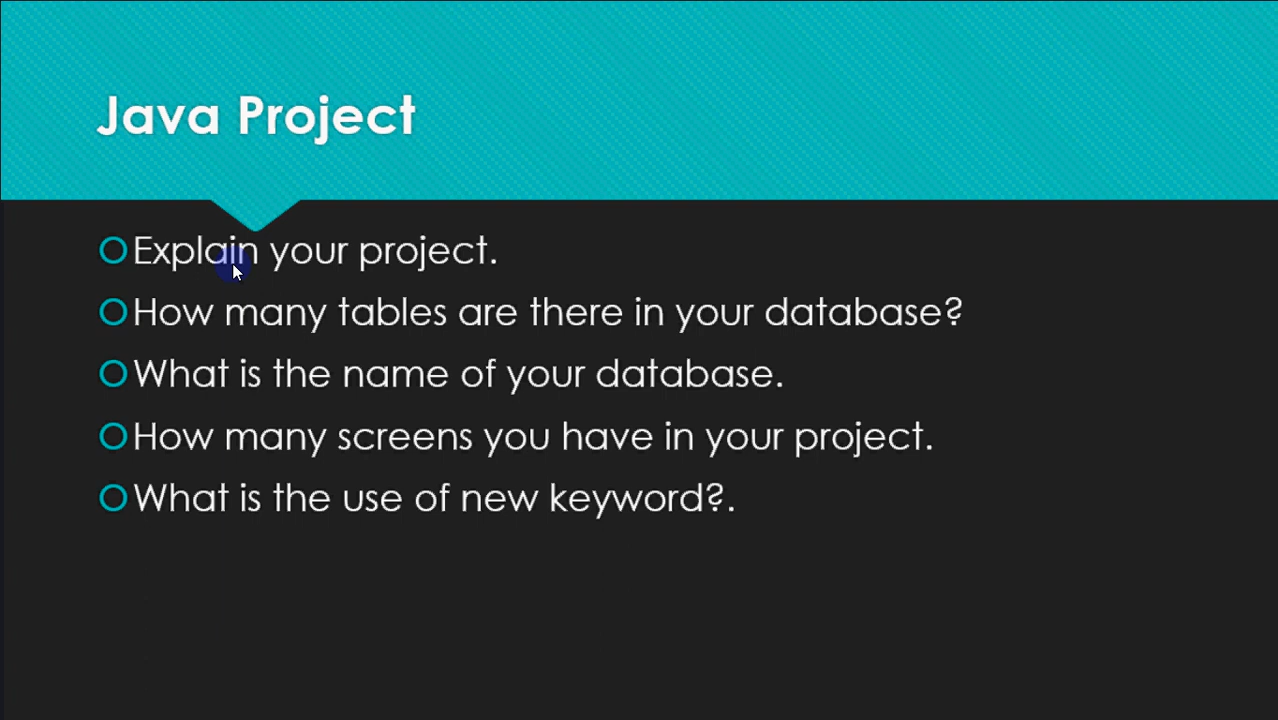 Java Project
Explain your project.
How many tables are there in your database?
What is the name of your database.
How many screens you have in your project.
What is the use of new keyword?.